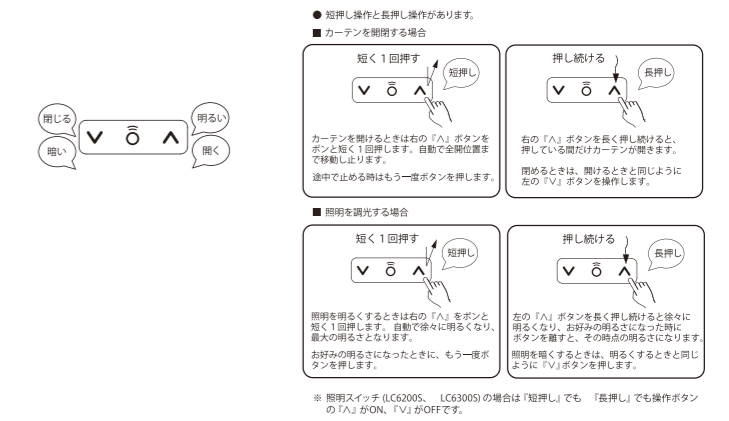 ● 短押し操作と長押し操作があります。
■ カーテンを開閉する場合
閉じる
暗い
明るい
開く
短く1回押す
短押し
カーテンを開けるときは右の『∧』ボタンを
ポンと短く1回押します。自動で全開位置ま
で移動し止ります。
途中で止める時はもう一度ボタンを押します。
押し続ける
長押し
右の『∧』ボタンを長く押し続けると、
押している間だけカーテンが開きます。
閉めるときは、開けるときと同じように
左の『∨』ボタンを操作します。
■ 照明を調光する場合
短く1回押す
短押し
照明を明るくするときは右の『∧』をポンと
短く1回押します。 自動で徐々に明るくなり、
最大の明るさとなります。
お好みの明るさになったときに、もう一度ボ
タンを押します。
押し続ける
長押し
左の『∧』ボタンを長く押し続けると徐々に
明るくなり、お好みの明るさになった時に
ボタンを離すと、その時点の明るさになります。
照明を暗くするときは、明るくするときと同じ
ように『∨』ボタンを押します。
※ 照明スイッチ (LC6200S、 LC6300S) の場合は『短押し』でも 『長押し』でも操作ボタン
の『∧』がON、『∨』がOFFです。